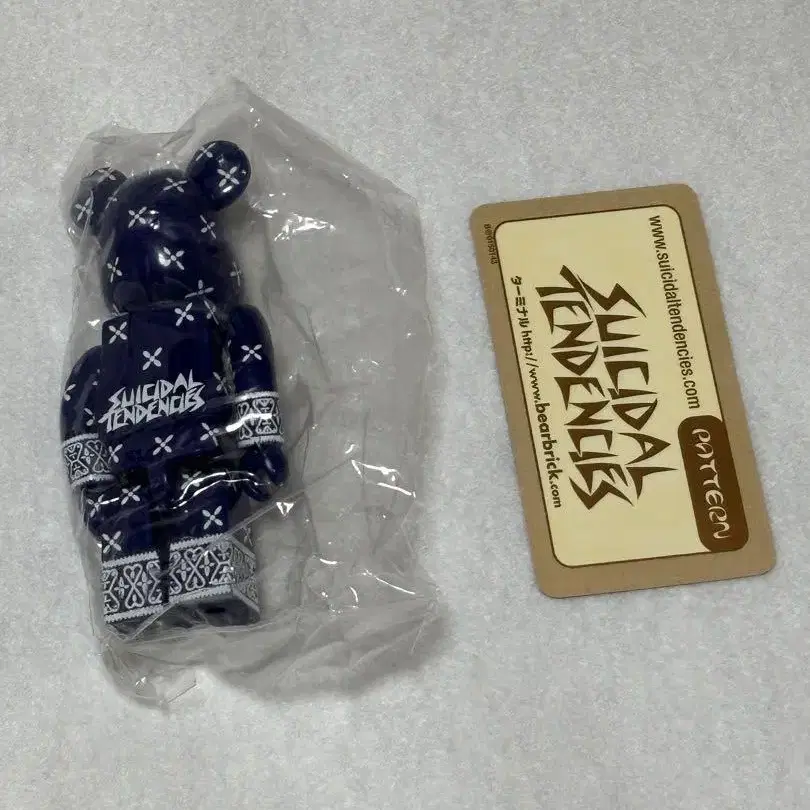 SUICIDAL
TENDENCIES
www.suicidaltendencies.com
PATTERN
SUICIDAL
TENDENCIES
ターミナル http://www.bearbrick.com